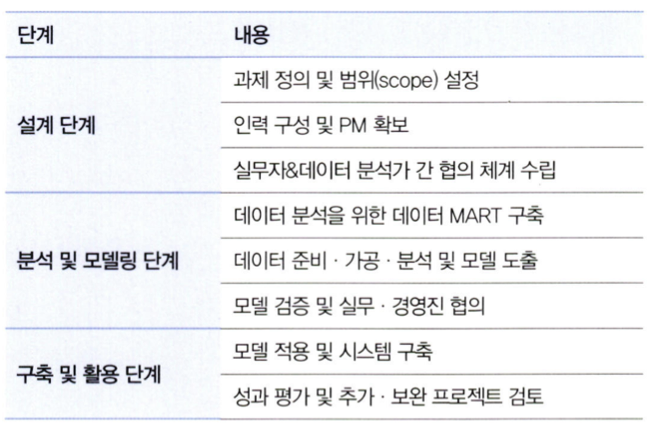 단계 내용
설계 단계
과제 정의 및 범위(scope) 설정
인력 구성 및 PM 확보
실무자&데이터 분석가 간 협의 체계 수립
분석 및 모델링 단계
데이터 분석을 위한 데이터 MART 구축
데이터 준비 · 가공 · 분석 및 모델 도출
모델 검증 및 실무 · 경영진 협의
구축 및 활용 단계
모델 적용 및 시스템 구축
성과 평가 및 추가 · 보완 프로젝트 검토